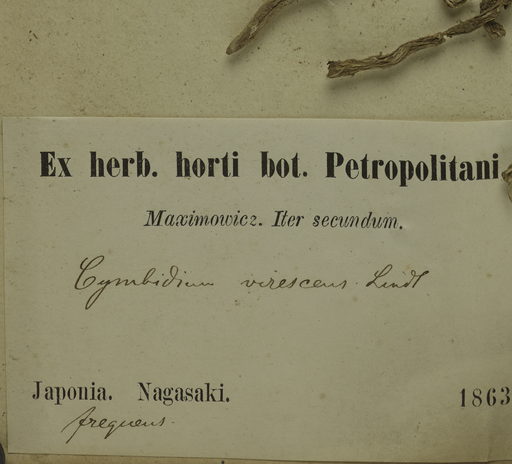 Ex herb. horti bot. Petropolitani
Maximowicz. Iter secundum.
Cymbidium virescens Lindl
Japonia. Nagasaki. 1863
frequens.